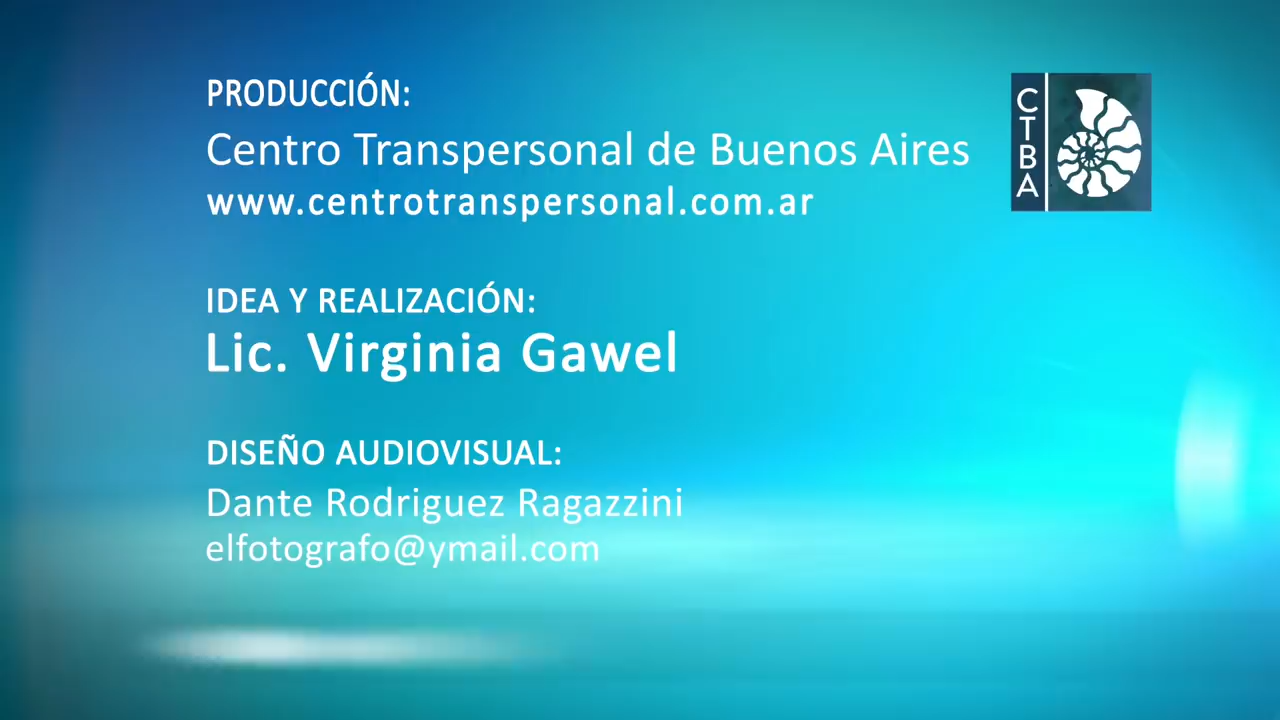 PRODUCCIÓN:
Centro Transpersonal de Buenos Aires
www.centrotranspersonal.com.ar
CTBA
IDEA Y REALIZACIÓN:
Lic. Virginia Gawel
DISEÑO AUDIOVISUAL:
Dante Rodriguez Ragazzini
elfotografo@ymail.com